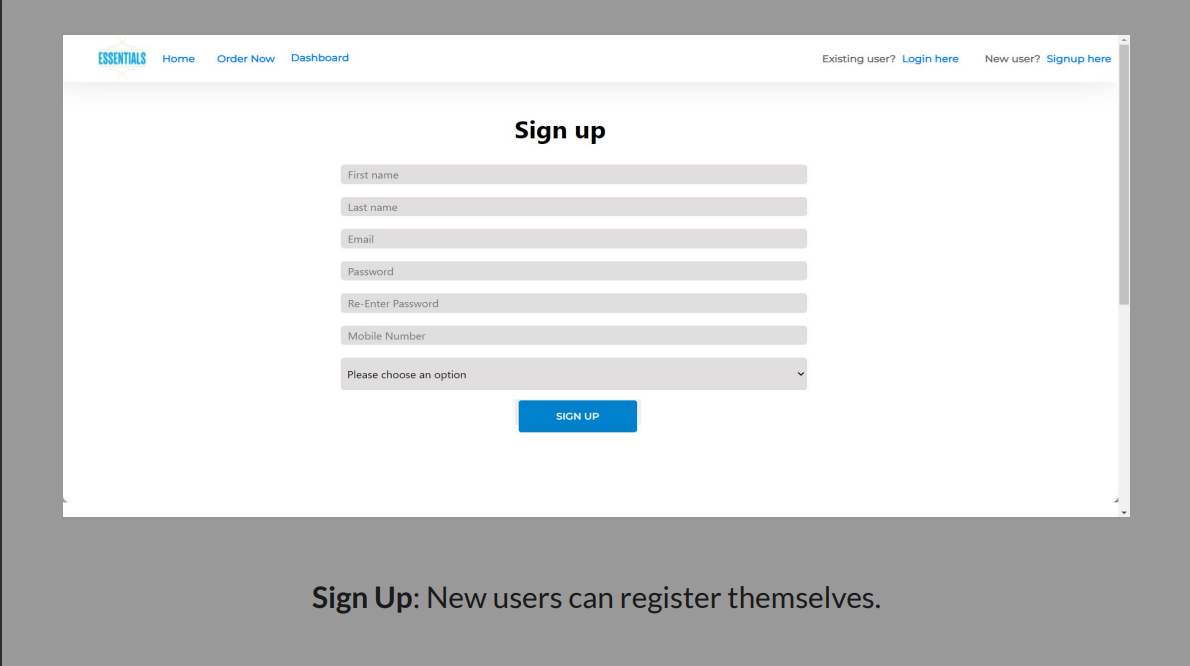 ESSENTIALS Home Order Now Dashboard Existing user? Login here New user? Signup here
Sign up
First name
Last name
Email
Password
Re-Enter Password
Mobile Number
Please choose an option
SIGN UP
Sign Up: New users can register themselves.